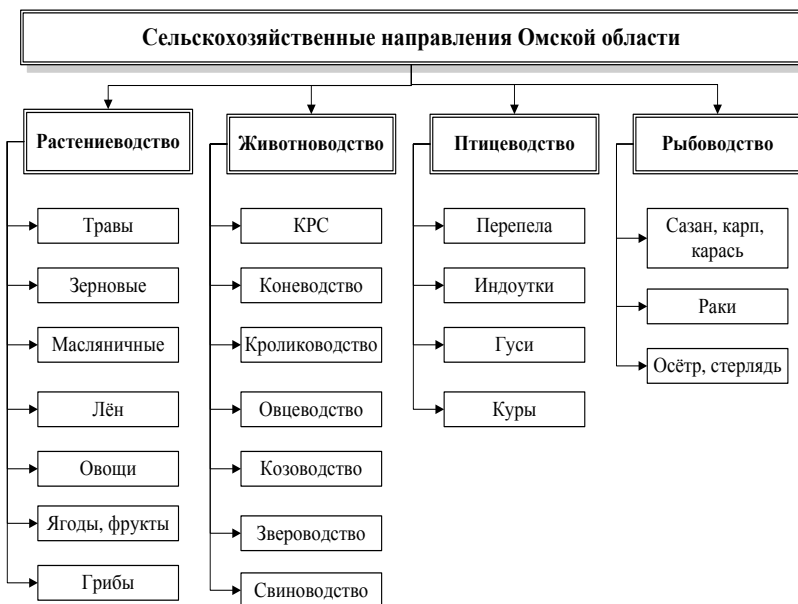 Сельскохозяйственные направления Омской области
Растениеводство
Травы
Зерновые
Масляничные
Лён
Овощи
Ягоды, фрукты
Грибы
Животноводство
КРС
Коневодство
Кролиководство
Овцеводство
Козоводство
Звероводство
Свиноводство
Птицеводство
Перепела
Индоутки
Гуси
Куры
Рыбоводство
Сазан, карп,
карась
Раки
Осётр, стерлядь